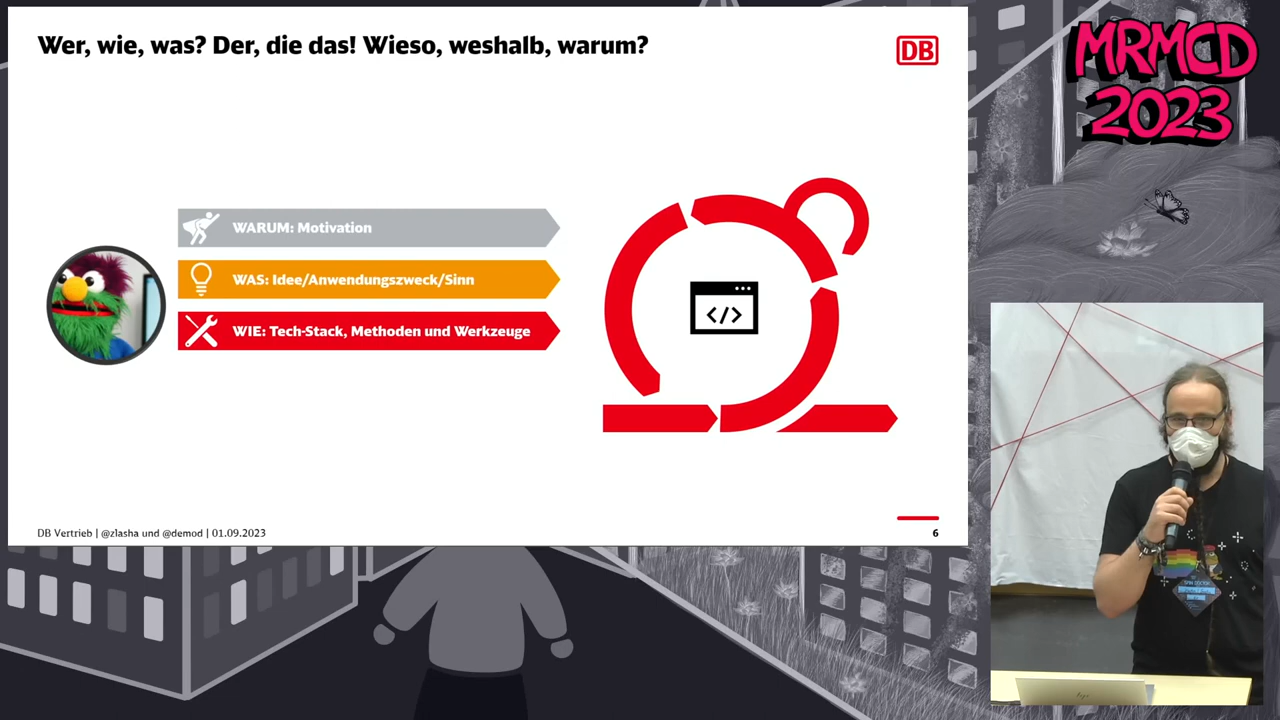 Wer, wie, was? Der, die das! Wieso, weshalb, warum?
DB
MRMCD
2023
WARUM: Motivation
WAS: Idee/Anwendungszweck/Sinn
WIE: Tech-Stack, Methoden und Werkzeuge
</>
DB Vertrieb | @zlasha und @demod | 01.09.2023
6